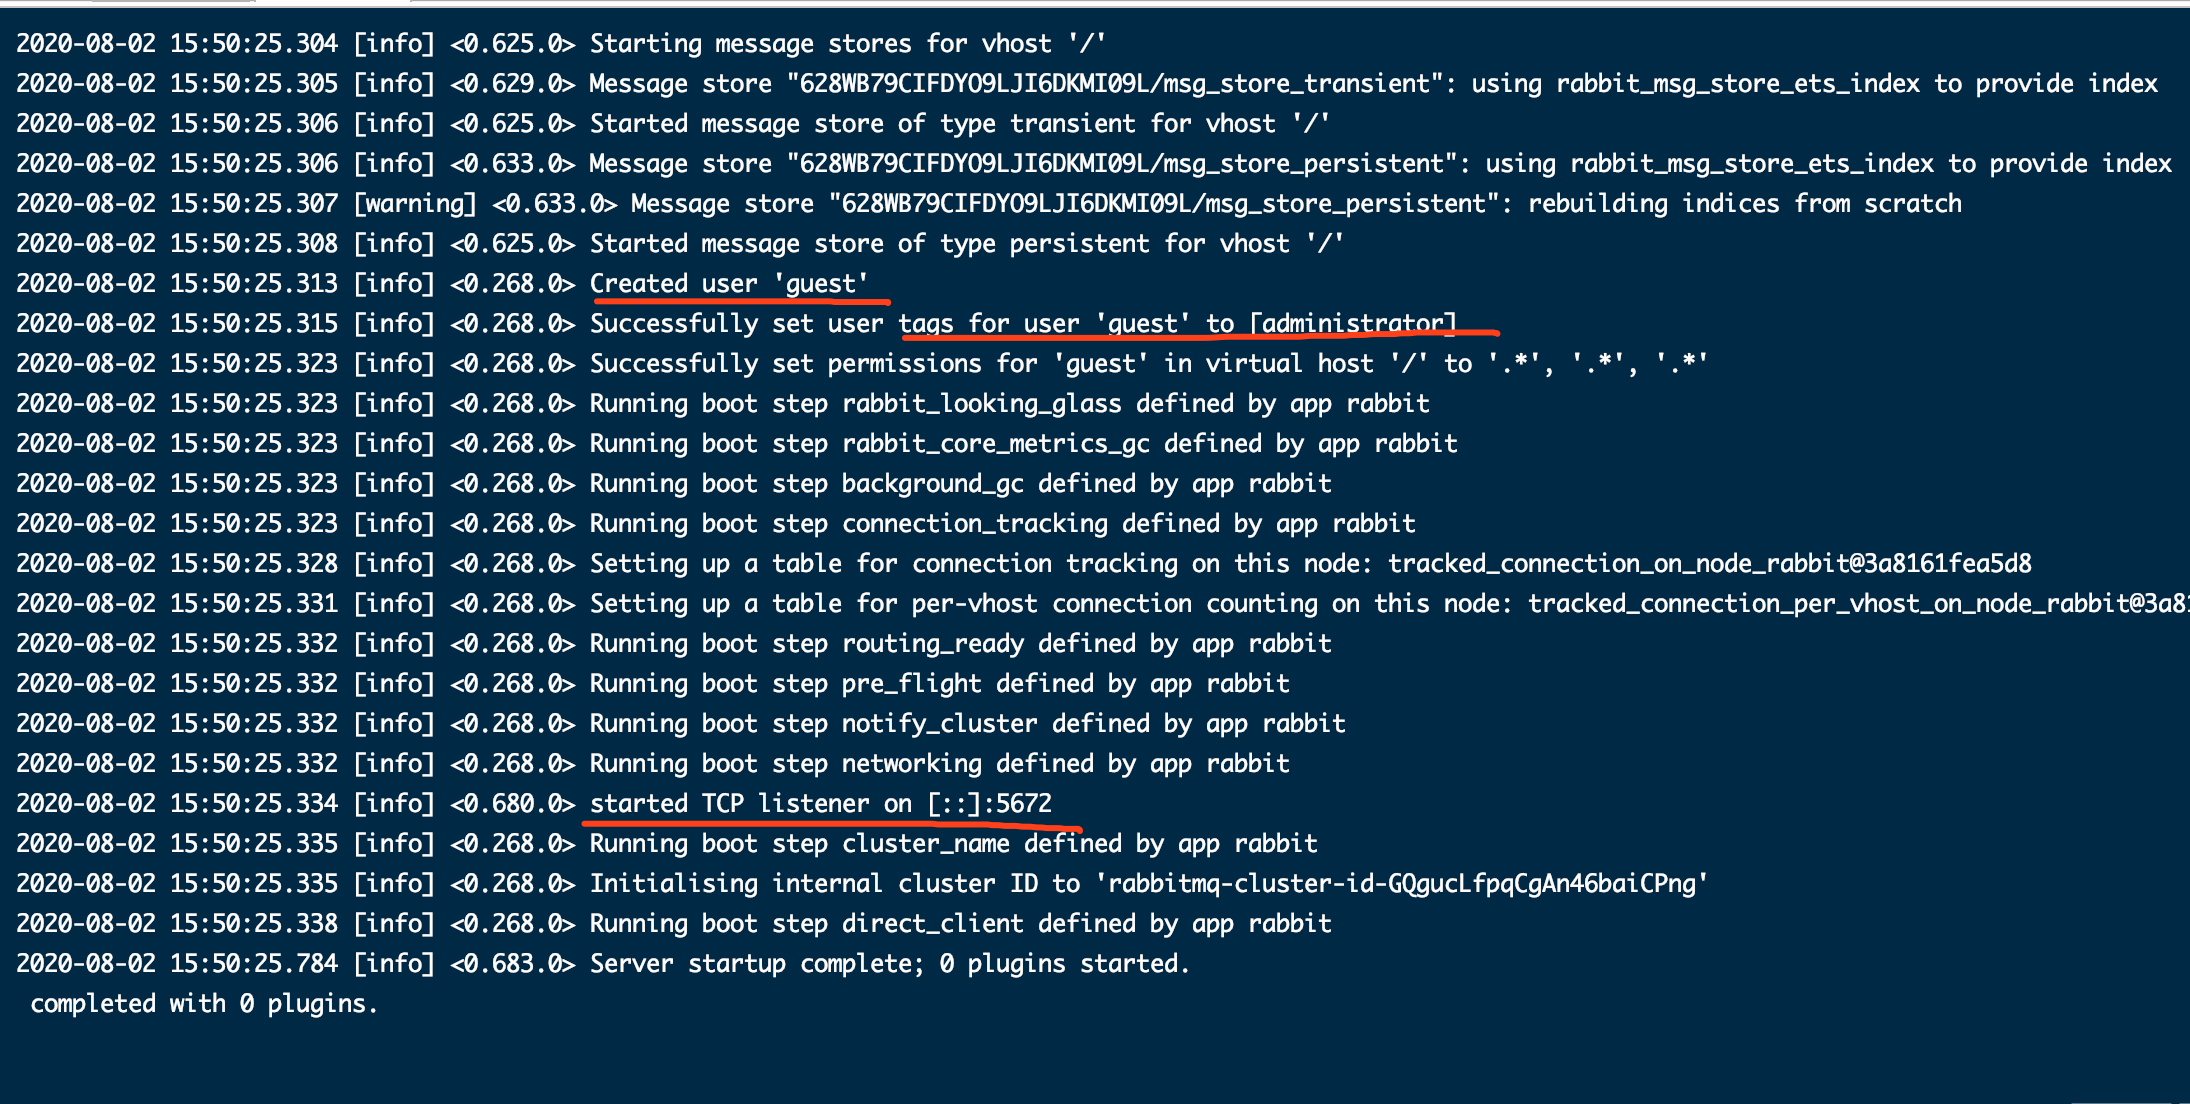 2020-08-02 15:50:25.304 [info] <0.625.0> Starting message stores for vhost '/'
2020-08-02 15:50:25.305 [info] <0.629.0> Message store "628WB79CIFDYO9LJI6DKMI09L/msg_store_transient": using rabbit_msg_store_ets_index to provide index
2020-08-02 15:50:25.306 [info] <0.625.0> Started message store of type transient for vhost '/'
2020-08-02 15:50:25.306 [info] <0.633.0> Message store "628WB79CIFDYO9LJI6DKMI09L/msg_store_persistent": using rabbit_msg_store_ets_index to provide index
2020-08-02 15:50:25.307 [warning] <0.633.0> Message store "628WB79CIFDYO9LJI6DKMI09L/msg_store_persistent": rebuilding indices from scratch
2020-08-02 15:50:25.308 [info] <0.625.0> Started message store of type persistent for vhost '/'
2020-08-02 15:50:25.313 [info] <0.268.0> Created user 'guest'
2020-08-02 15:50:25.315 [info] <0.268.0> Successfully set user tags for user 'guest' to [administrator]
2020-08-02 15:50:25.323 [info] <0.268.0> Successfully set permissions for 'guest' in virtual host '/' to '.*', '.*', '.*'
2020-08-02 15:50:25.323 [info] <0.268.0> Running boot step rabbit_looking_glass defined by app rabbit
2020-08-02 15:50:25.323 [info] <0.268.0> Running boot step rabbit_core_metrics_gc defined by app rabbit
2020-08-02 15:50:25.323 [info] <0.268.0> Running boot step background_gc defined by app rabbit
2020-08-02 15:50:25.323 [info] <0.268.0> Running boot step connection_tracking defined by app rabbit
2020-08-02 15:50:25.328 [info] <0.268.0> Setting up a table for connection tracking on this node: tracked_connection_on_node_rabbit@3a8161fea5d8
2020-08-02 15:50:25.331 [info] <0.268.0> Setting up a table for per-vhost connection counting on this node: tracked_connection_per_vhost_on_node_rabbit@3a81
2020-08-02 15:50:25.332 [info] <0.268.0> Running boot step routing_ready defined by app rabbit
2020-08-02 15:50:25.332 [info] <0.268.0> Running boot step pre_flight defined by app rabbit
2020-08-02 15:50:25.332 [info] <0.268.0> Running boot step notify_cluster defined by app rabbit
2020-08-02 15:50:25.332 [info] <0.268.0> Running boot step networking defined by app rabbit
2020-08-02 15:50:25.334 [info] <0.680.0> started TCP listener on [::]:5672
2020-08-02 15:50:25.335 [info] <0.268.0> Running boot step cluster_name defined by app rabbit
2020-08-02 15:50:25.335 [info] <0.268.0> Initialising internal cluster ID to 'rabbitmq-cluster-id-GQgucLfpqCgAn46baiCPng'
2020-08-02 15:50:25.338 [info] <0.268.0> Running boot step direct_client defined by app rabbit
2020-08-02 15:50:25.784 [info] <0.683.0> Server startup complete; 0 plugins started.
completed with 0 plugins.